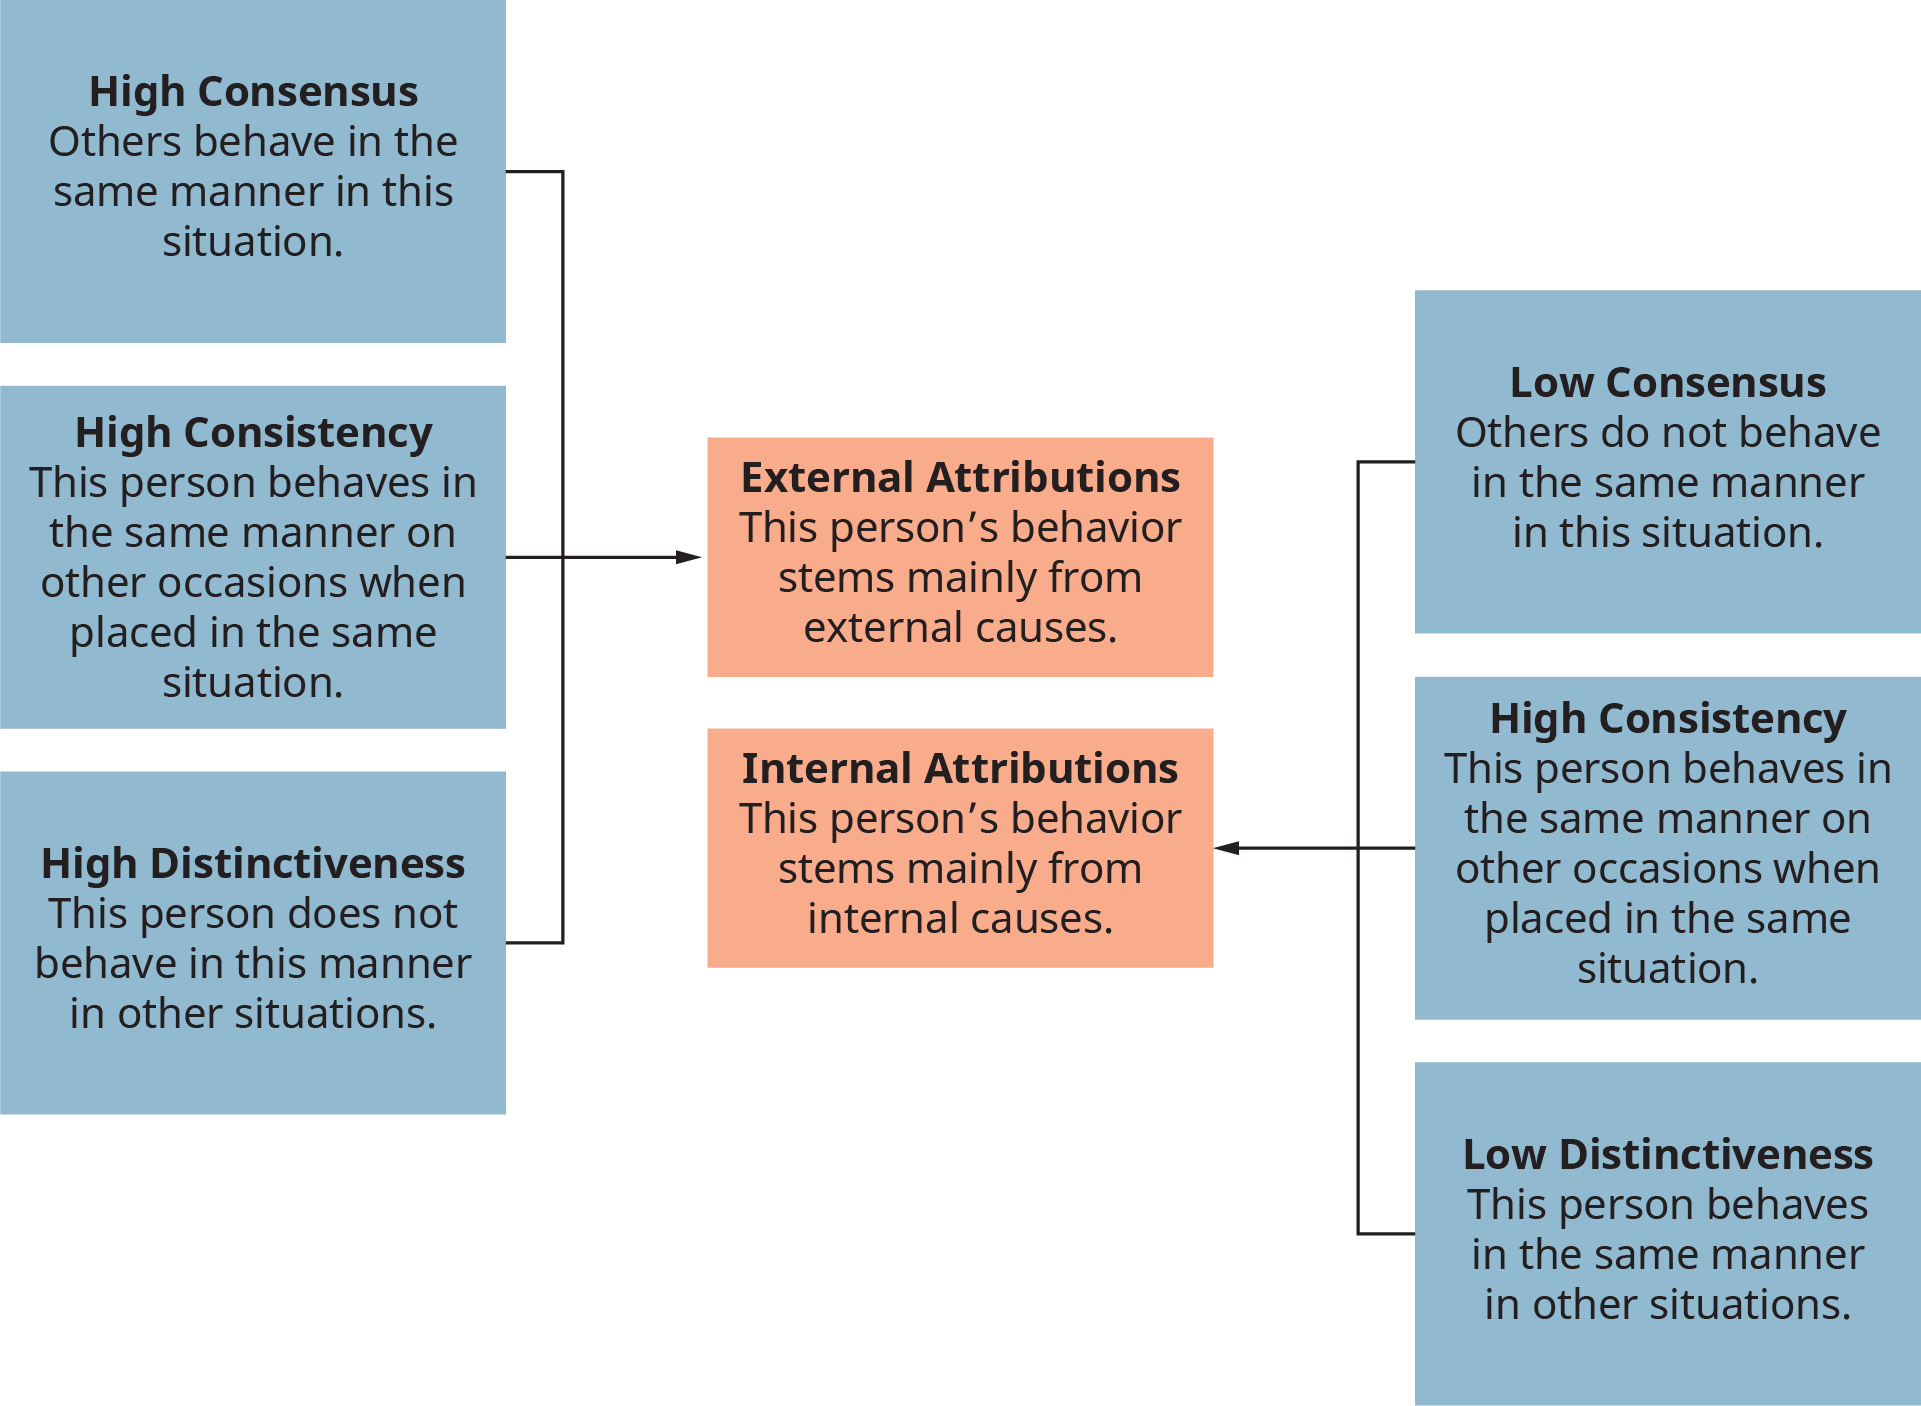 High Consensus
Others behave in the
same manner in this
situation.
High Consistency
This person behaves in
the same manner on
other occasions when
placed in the same
situation.
High Distinctiveness
This person does not
behave in this manner
in other situations.
External Attributions
This person’s behavior
stems mainly from
external causes.
Internal Attributions
This person’s behavior
stems mainly from
internal causes.
Low Consensus
Others do not behave
in the same manner
in this situation.
High Consistency
This person behaves in
the same manner on
other occasions when
placed in the same
situation.
Low Distinctiveness
This person behaves
in the same manner
in other situations.